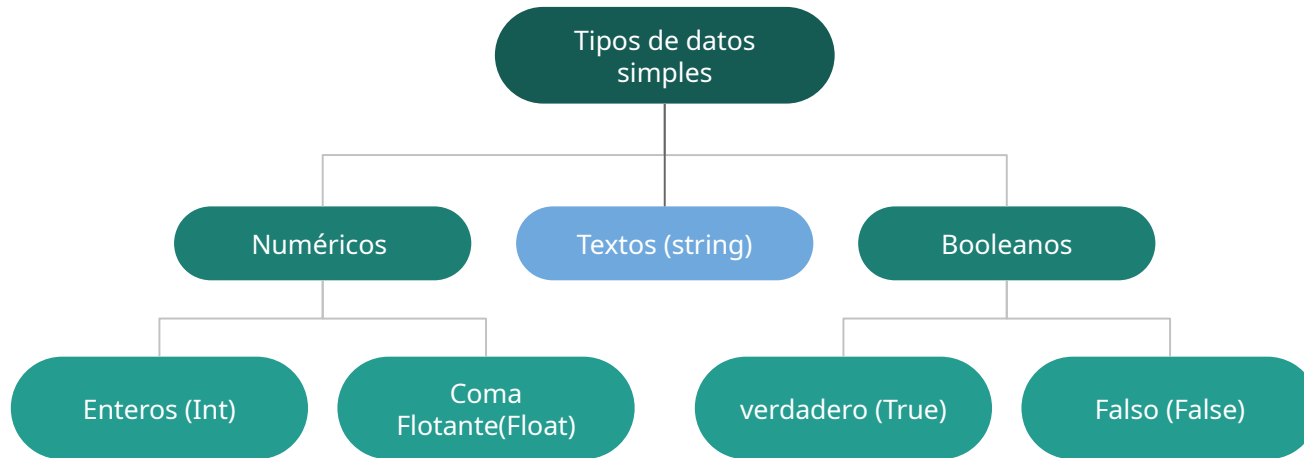 Tipos de datos
simples
Numéricos
Textos (string)
Booleanos
Enteros (Int)
Coma
Flotante(Float)
verdadero (True)
Falso (False)